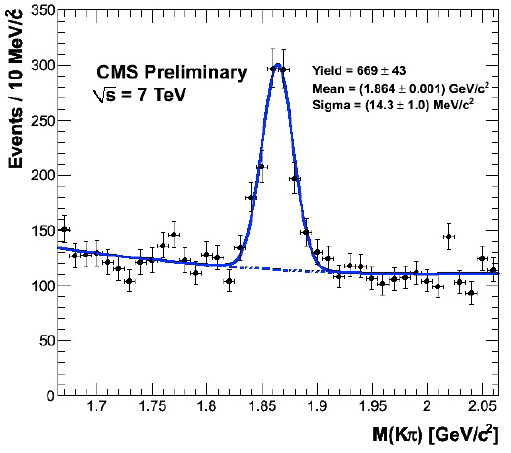 Events / 10 MeV/c²
350
300
250
200
150
100
50
0
CMS Preliminary
√s = 7 TeV
Yield = 669 ± 43
Mean = (1.864 ± 0.001) GeV/c²
Sigma = (14.3 ± 1.0) MeV/c²
1.7 1.75 1.8 1.85 1.9 1.95 2 2.05
M(Kπ) [GeV/c²]